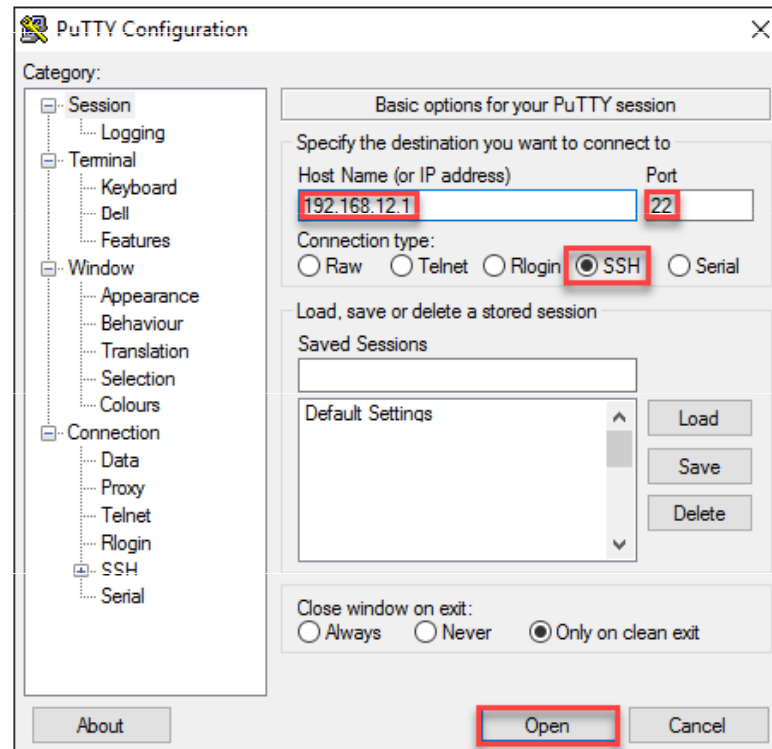 PuTTY Configuration
Category:
Session
Logging
Terminal
Keyboard
Bell
Features
Window
Appearance
Behaviour
Translation
Selection
Colours
Connection
Data
Proxy
Telnet
Rlogin
SSH
Serial
Basic options for your PuTTY session
Specify the destination you want to connect to
Host Name (or IP address) Port
192.168.12.1 22
Connection type:
Raw Telnet Rlogin SSH Serial
Load, save or delete a stored session
Saved Sessions
Default Settings
Load
Save
Delete
Close window on exit:
Always Never Only on clean exit
About Open Cancel